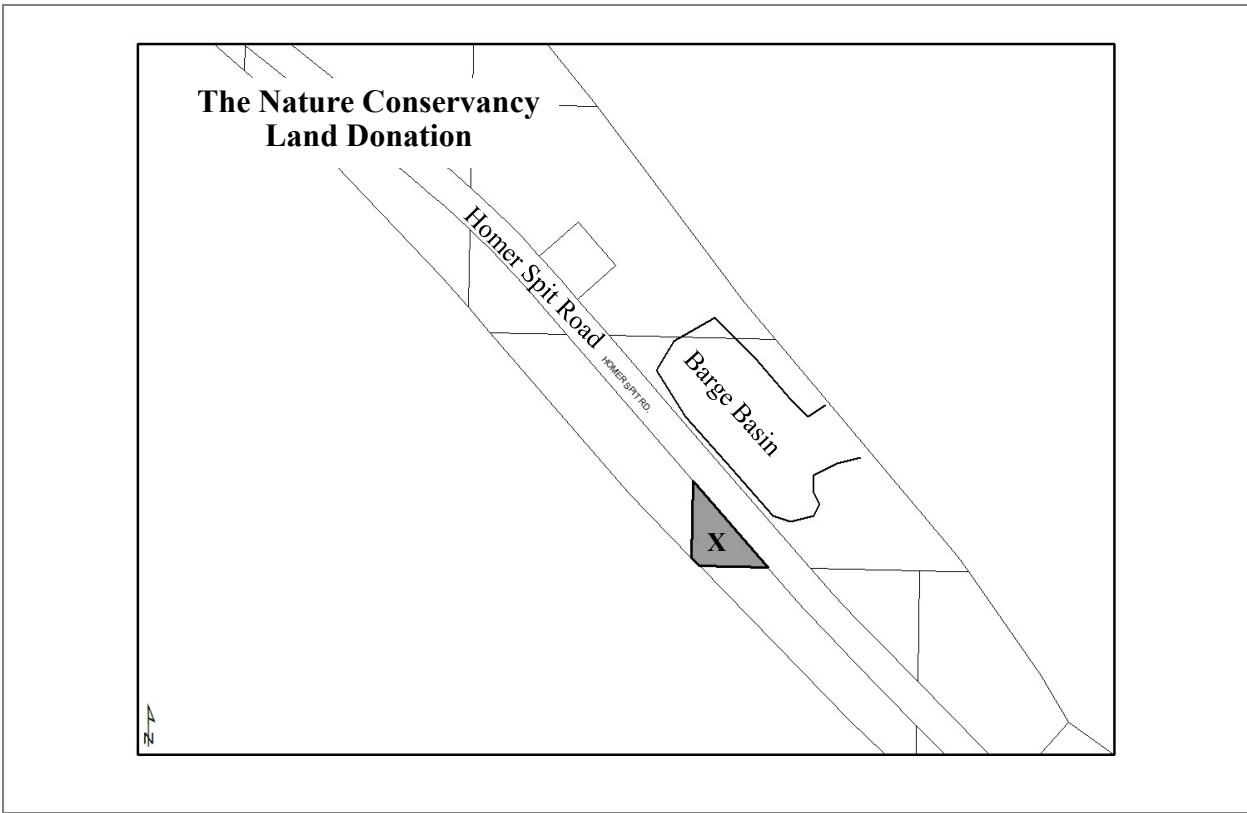 The Nature Conservancy
Land Donation
Homer Spit Road
HOMER SPIT RD.
Barge Basin
X
N